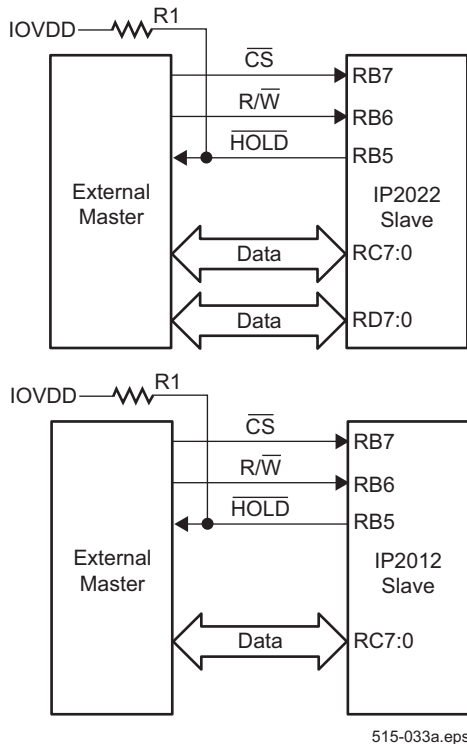 IOVDD R1
CS
RB7
R/W
RB6
HOLD
RB5
External
Master
IP2022
Slave
Data
RC7:0
Data
RD7:0
IOVDD R1
CS
RB7
R/W
RB6
HOLD
RB5
External
Master
IP2012
Slave
Data
RC7:0
515-033a.eps